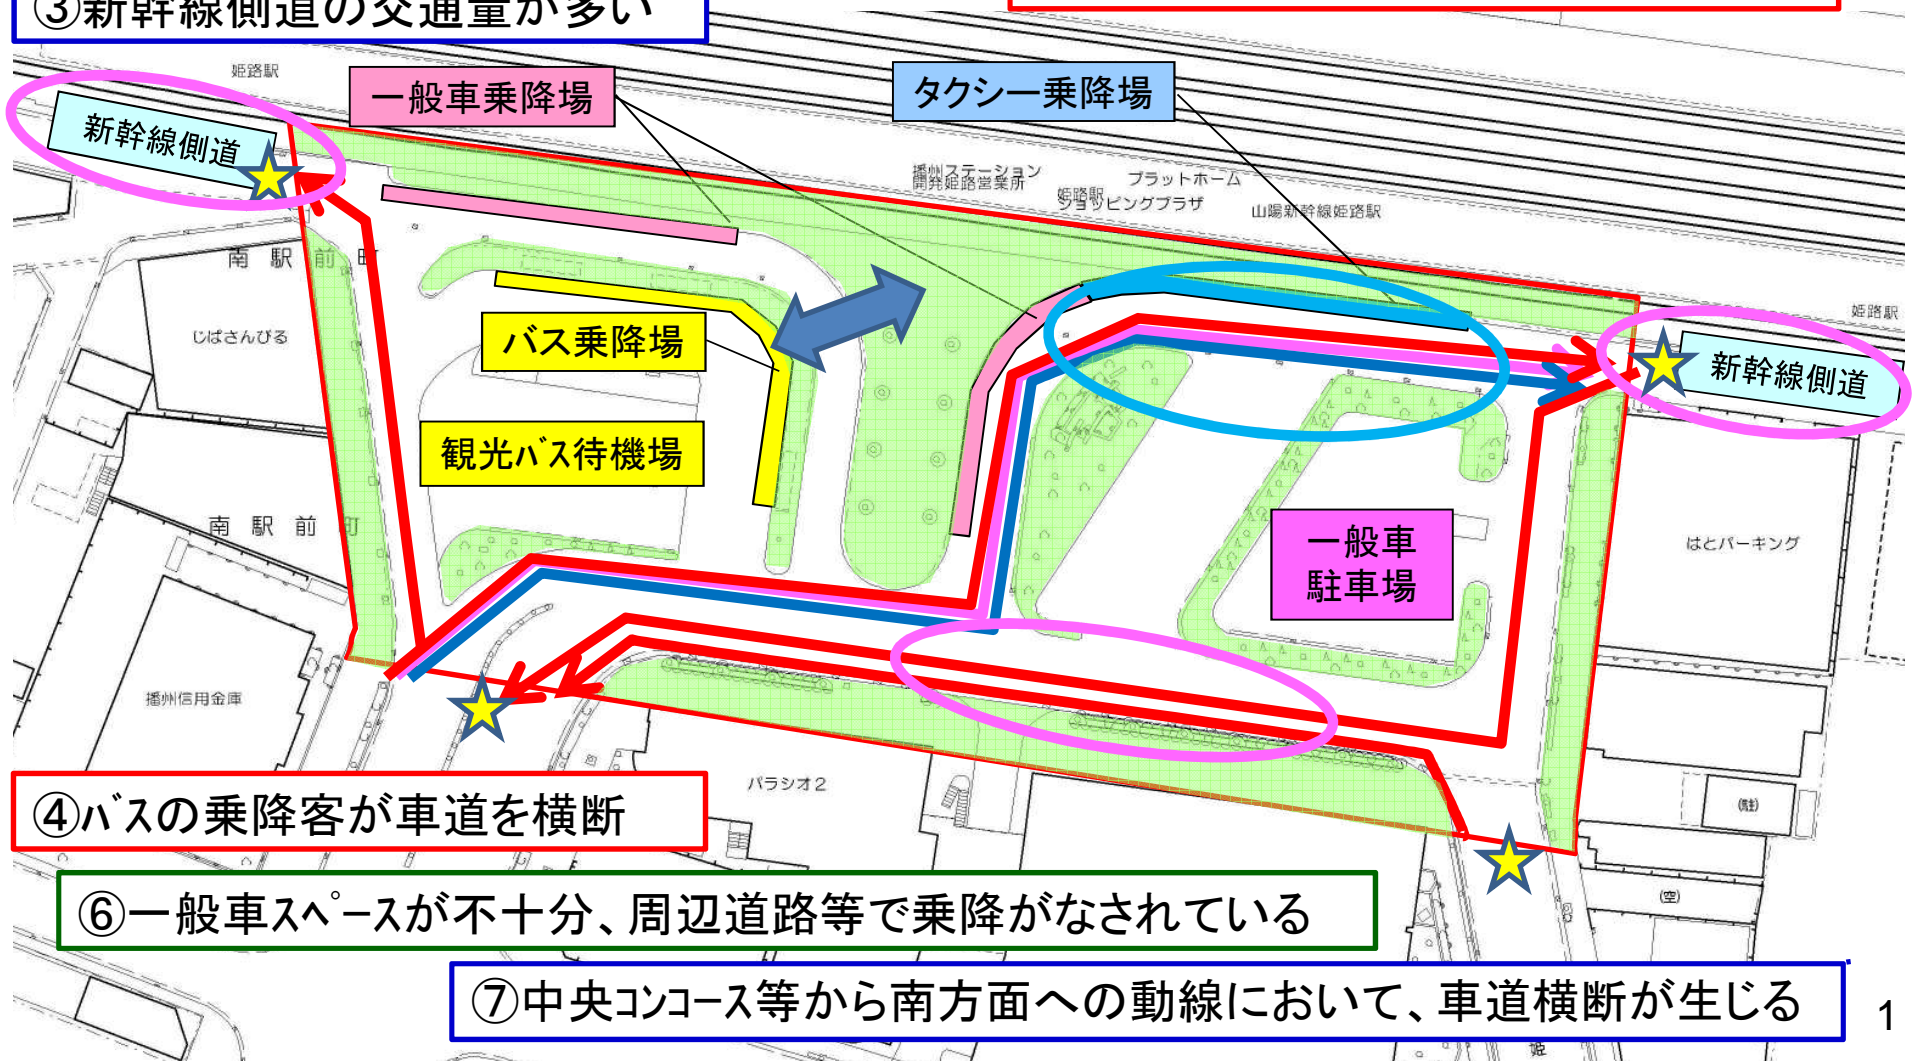 ③新幹線側道の交通量が多い
姫路駅
一般車乗降場
タクシー乗降場
新幹線側道
播州ステーション
開発姫路営業所
プラットホーム
姫路駅
ショッピングプラザ
山陽新幹線姫路駅
南駅前町
姫路駅
じばさんびる
バス乗降場
新幹線側道
観光バス待機場
南駅前町
一般車
駐車場
はとパーキング
播州信用金庫
パラシオ2
(駐)
④バスの乗降客が車道を横断
(空)
⑥一般車スペースが不十分、周辺道路等で乗降がなされている
⑦中央コンコース等から南方面への動線において、車道横断が生じる
1
姫